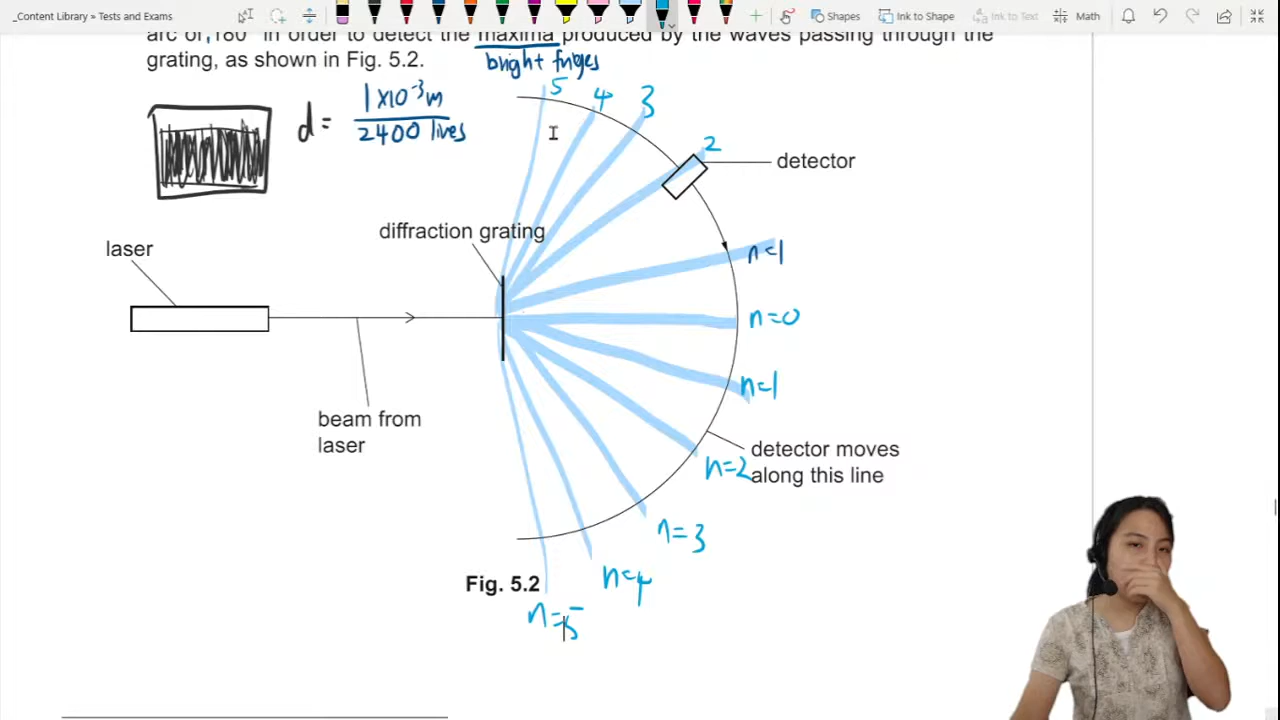 _Content Library » Tests and Exams
Shapes
Ink to Shape
Ink to Text
Math
arc of 180° in order to detect the maxima produced by the waves passing through the
grating, as shown in Fig. 5.2.
bright fringes
d = 1×10⁻³m
2400 lines
5
4
3
2
detector
diffraction grating
laser
n=1
n=0
n=1
beam from
laser
detector moves
along this line
n=2
n=3
n=4
n=5
Fig. 5.2